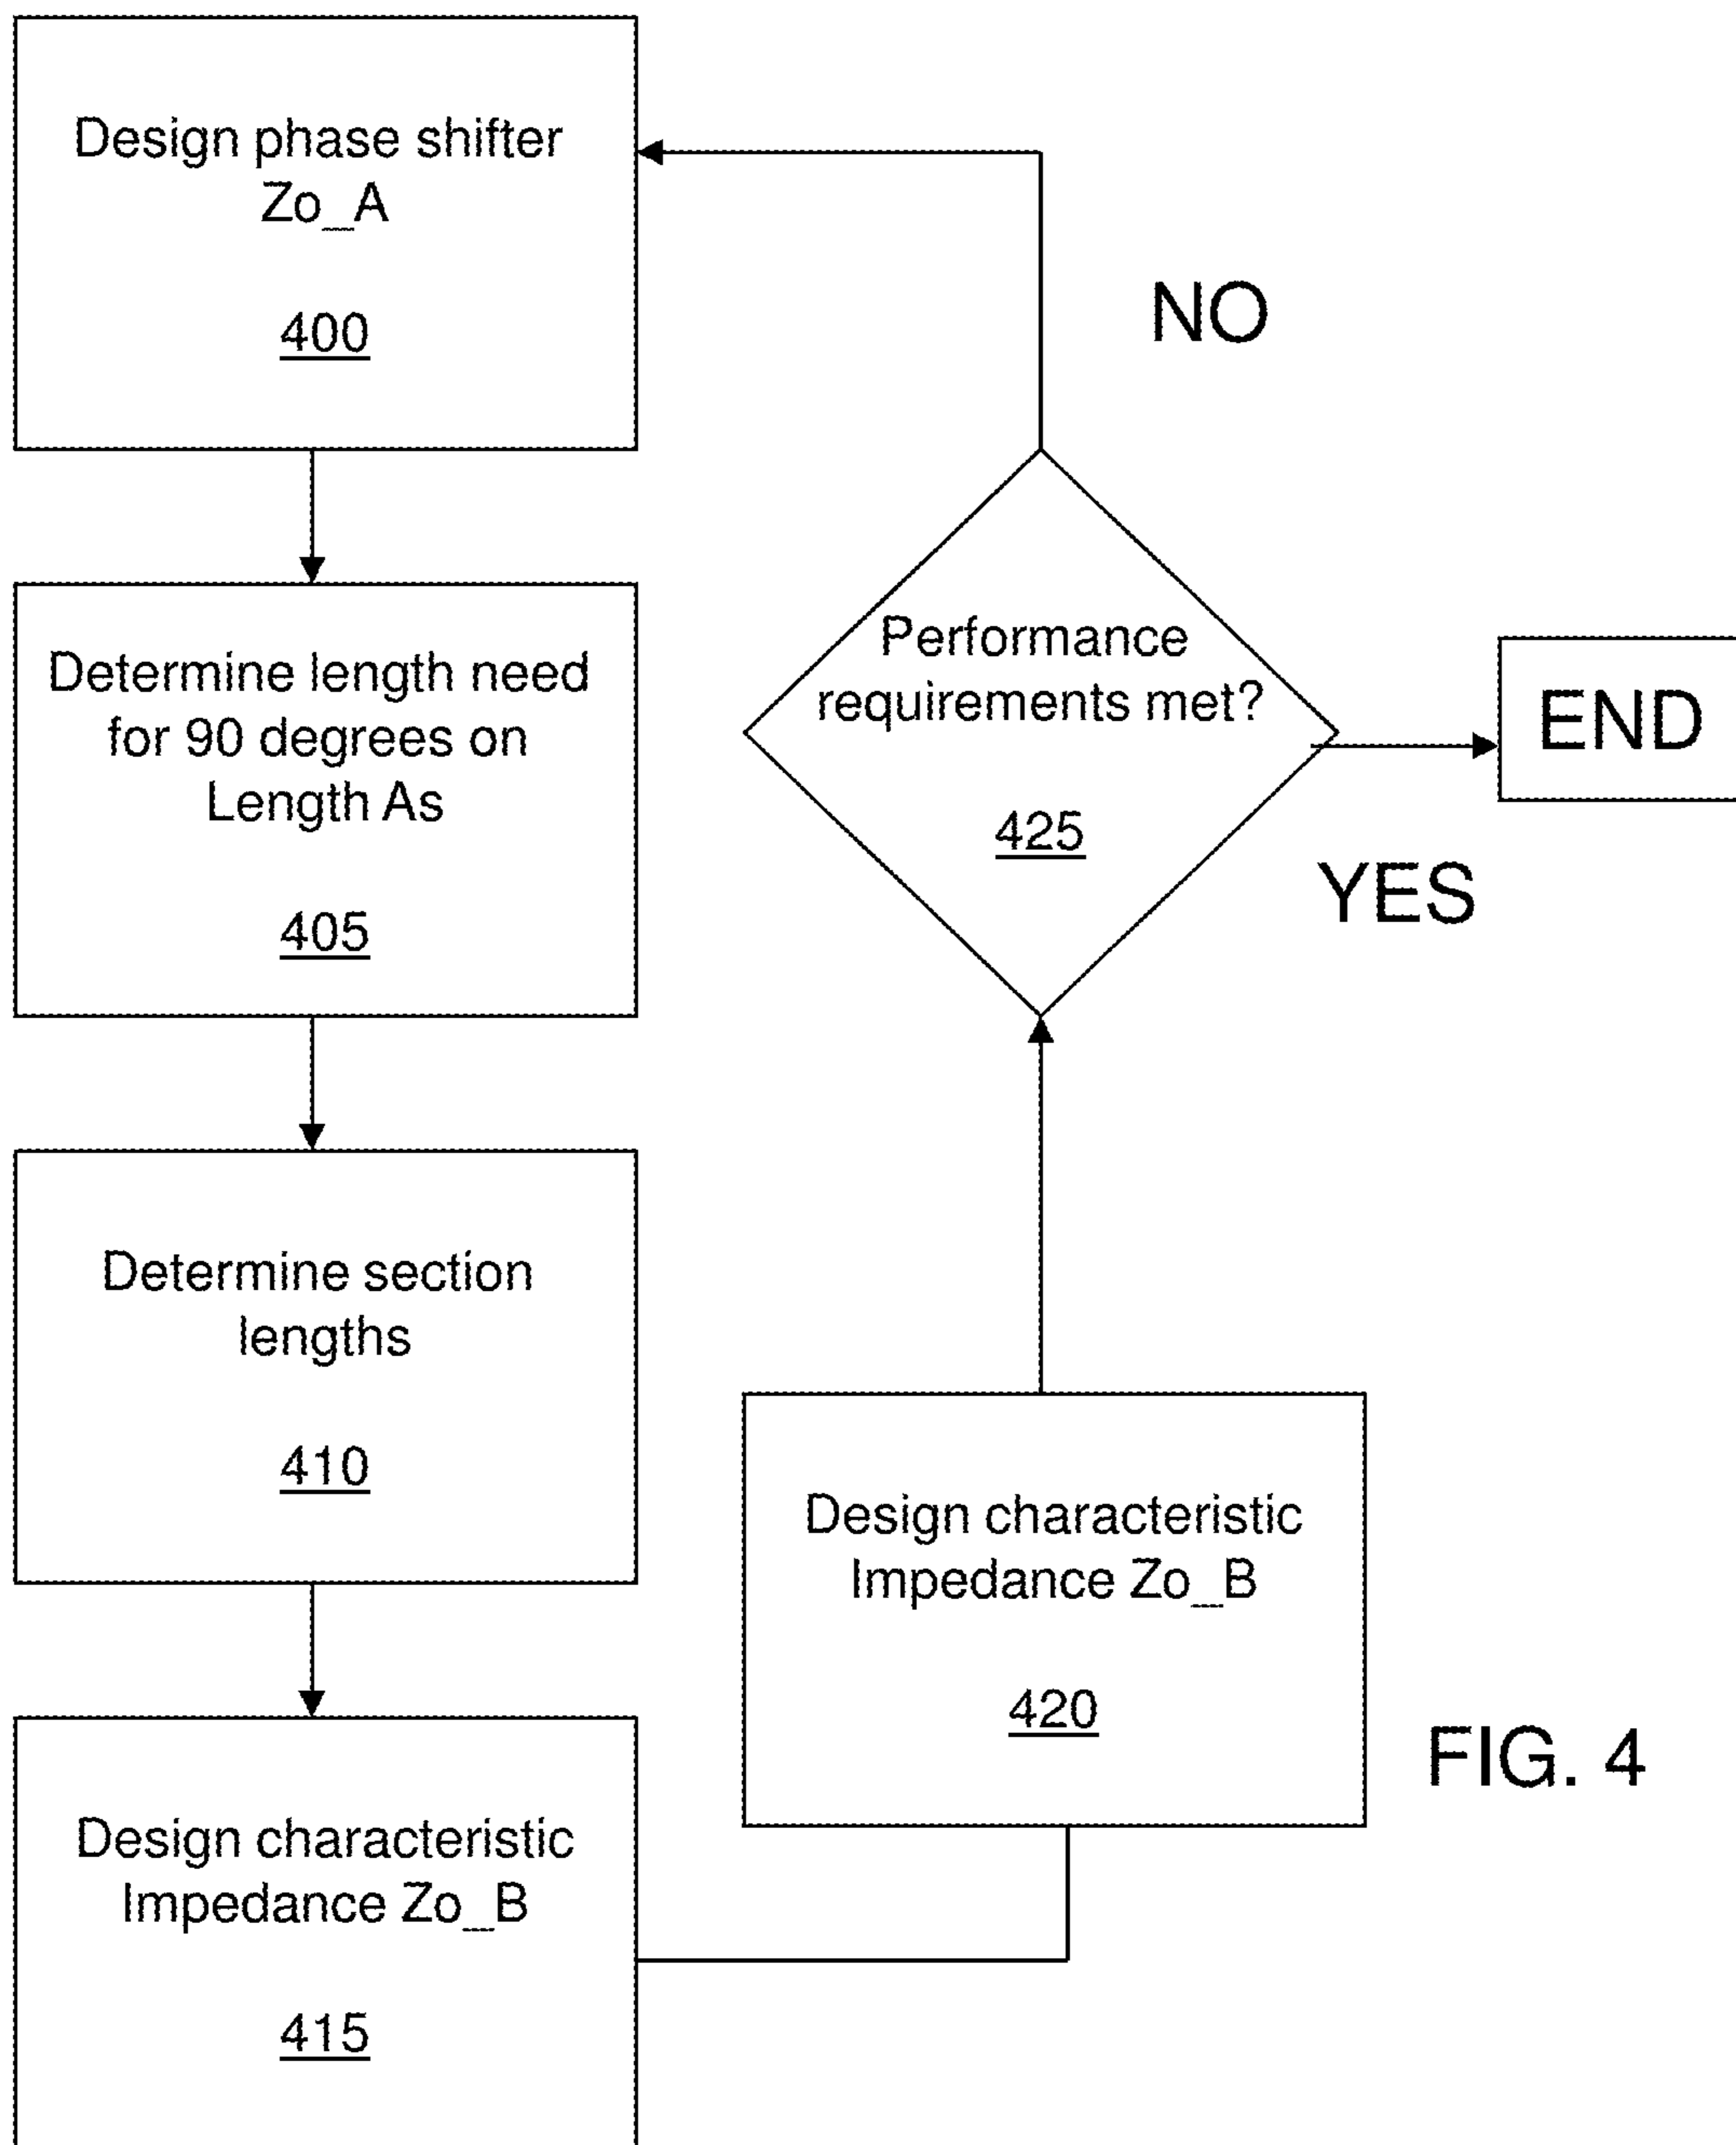 Design phase shifter
Zo_A
400
Determine length need
for 90 degrees on
Length As
405
Determine section
lengths
410
Design characteristic
Impedance Zo_B
415
Design characteristic
Impedance Zo_B
420
Performance
requirements met?
425
NO
YES
END
FIG. 4